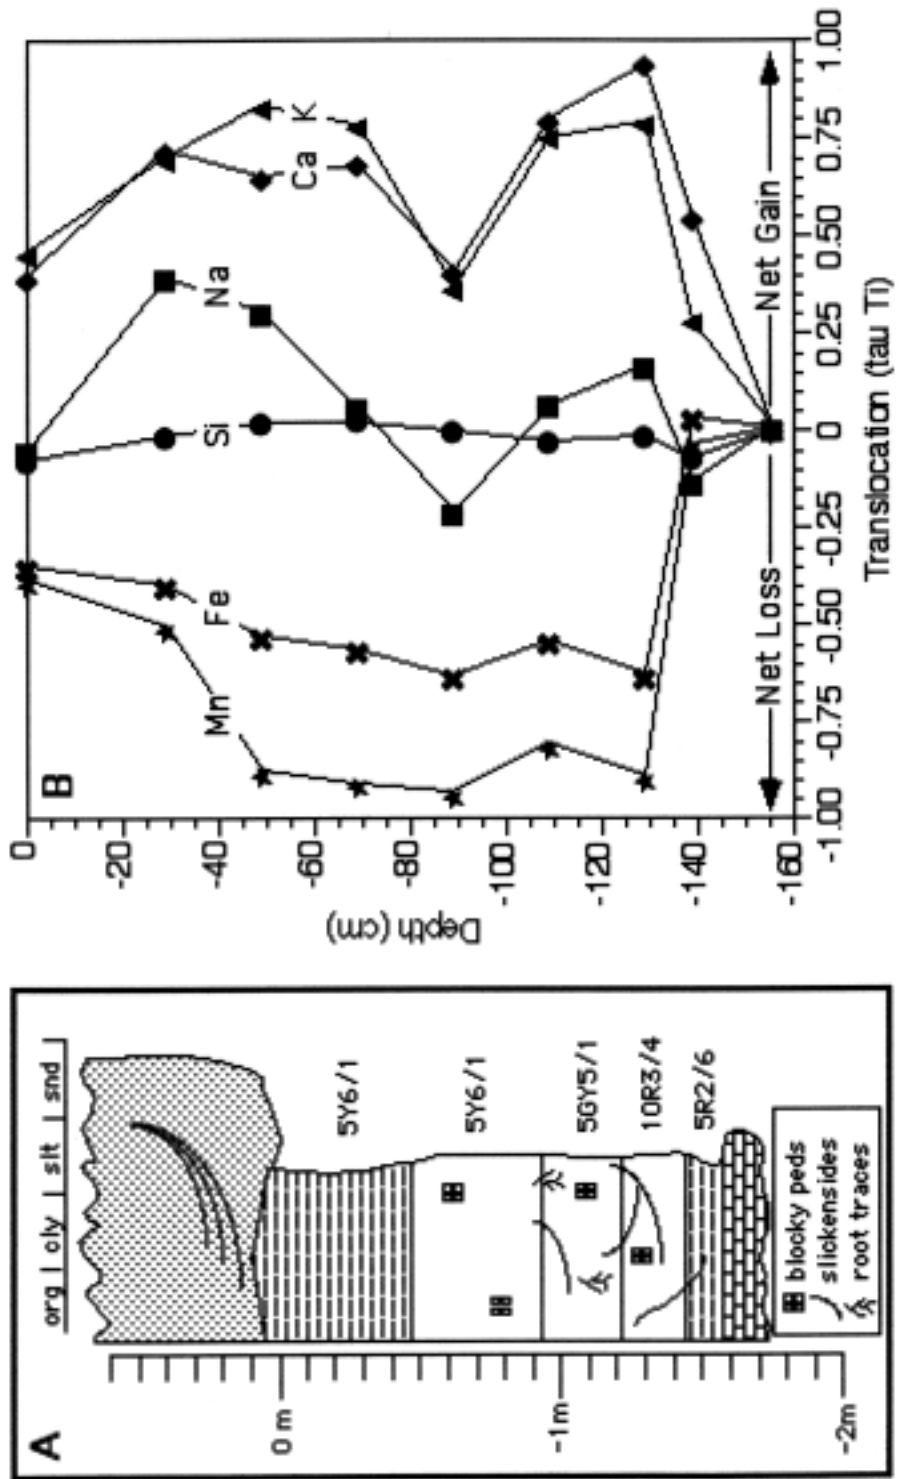 A
org | cly | slt | snd |
0 m
-1m
-2m
5Y6/1
5Y6/1
5GY5/1
10R3/4
5R2/6
blocky peds
slickensides
root traces
B
Depth (cm)
0
-20
-40
-60
-80
-100
-120
-140
-160
Mn
Fe
Si
Na
Ca
K
Net Loss
Net Gain
-1.00
-0.75
-0.50
-0.25
0
0.25
0.50
0.75
1.00
Translocation (tau Ti)